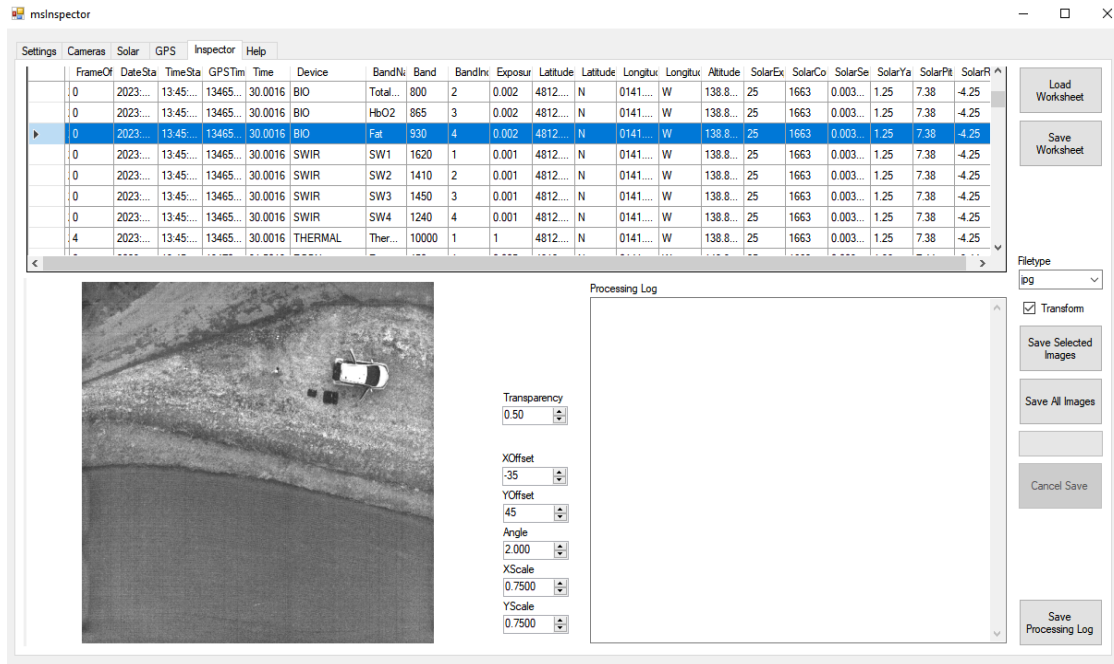 msInspector
Settings Cameras Solar GPS Inspector Help
FrameOf DateSta TimeSta GPSTim Time Device BandNa Band BandInc Exposur Latitude Latitude Longituc Longituc Altitude SolarEx SolarCo SolarSe SolarYa SolarPit SolarR
0 2023:... 13:45:... 13465... 30.0016 BIO Total... 800 2 0.002 4812.... N 0141.... W 138.8... 25 1663 0.003... 1.25 7.38 -4.25
0 2023:... 13:45:... 13465... 30.0016 BIO HbO2 865 3 0.002 4812.... N 0141.... W 138.8... 25 1663 0.003... 1.25 7.38 -4.25
0 2023:... 13:45:... 13465... 30.0016 BIO Fat 930 4 0.002 4812.... N 0141.... W 138.8... 25 1663 0.003... 1.25 7.38 -4.25
0 2023:... 13:45:... 13465... 30.0016 SWIR SW1 1620 1 0.001 4812.... N 0141.... W 138.8... 25 1663 0.003... 1.25 7.38 -4.25
0 2023:... 13:45:... 13465... 30.0016 SWIR SW2 1410 2 0.001 4812.... N 0141.... W 138.8... 25 1663 0.003... 1.25 7.38 -4.25
0 2023:... 13:45:... 13465... 30.0016 SWIR SW3 1450 3 0.001 4812.... N 0141.... W 138.8... 25 1663 0.003... 1.25 7.38 -4.25
0 2023:... 13:45:... 13465... 30.0016 SWIR SW4 1240 4 0.001 4812.... N 0141.... W 138.8... 25 1663 0.003... 1.25 7.38 -4.25
4 2023:... 13:45:... 13465... 30.0016 THERMAL Ther... 10000 1 1 4812.... N 0141.... W 138.8... 25 1663 0.003... 1.25 7.38 -4.25
Load
Worksheet
Save
Worksheet
Filetype
jpg
Transform
Save Selected
Images
Save All Images
Cancel Save
Save
Processing Log
Processing Log
Transparency
0.50
XOffset
-35
YOffset
45
Angle
2.000
XScale
0.7500
YScale
0.7500